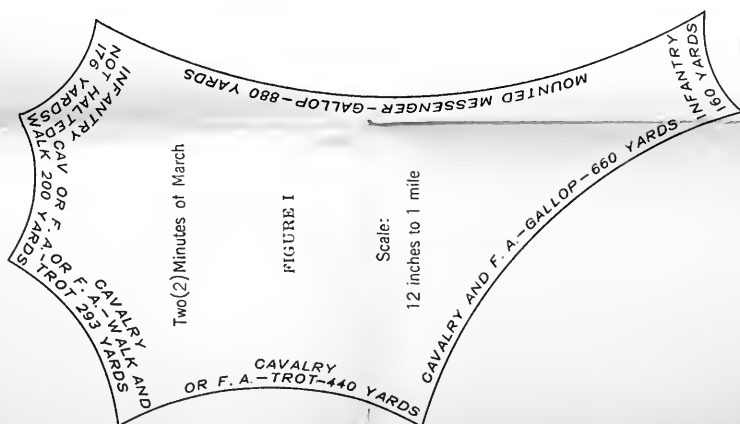 MOUNTED MESSENGER-GALLOP-880 YARDS
INFANTRY
160 YARDS
CAVALRY AND F. A.-GALLOP-660 YARDS
CAVALRY
OR F. A.-TROT-440 YARDS
CAVALRY
OR F. A.-WALK AND
TROT 293 YARDS
CAV OR F. A.
WALK 200 YARDS
INFANTRY
NOT HALTED
176 YARDS
Two(2) Minutes of March
FIGURE I
Scale:
12 inches to 1 mile